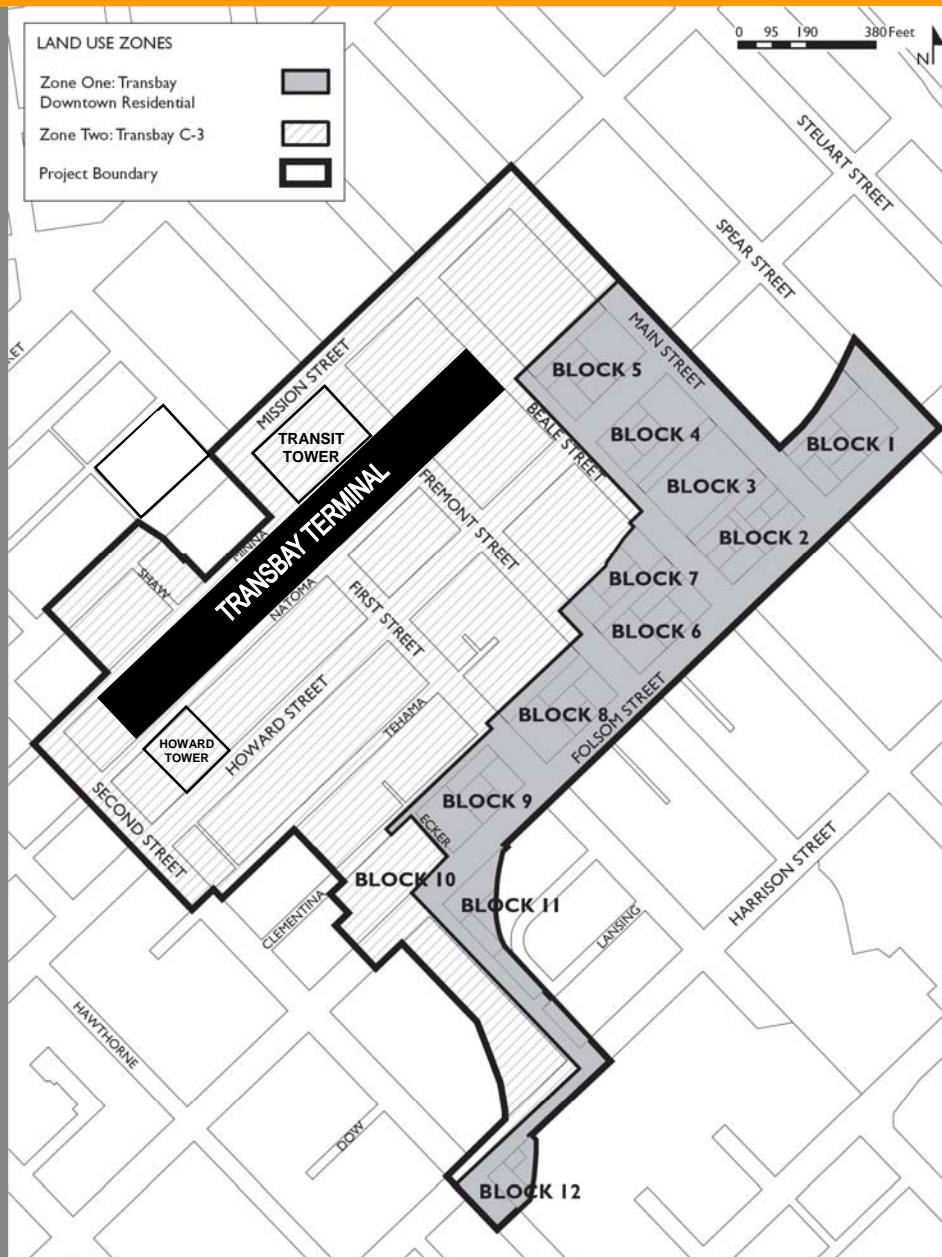 LAND USE ZONES
Zone One: Transbay
Downtown Residential
Zone Two: Transbay C-3
Project Boundary
0 95 190 380 Feet
N
STEUART STREET
SPEAR STREET
MAIN STREET
MISSION STREET
BLOCK 5
BEALE STREET
BLOCK 4
BLOCK 1
TRANSIT
TOWER
BLOCK 3
TRANSBAY TERMINAL
FREMONT STREET
BLOCK 2
MINNA
SHAW
NATOMA
FIRST STREET
BLOCK 7
BLOCK 6
HOWARD STREET
TEHAMA
BLOCK 8
FOLSOM STREET
HOWARD
TOWER
SECOND STREET
BLOCK 9
ECKER
BLOCK 10
CLEMENTINA
BLOCK 11
LANSING
HARRISON STREET
HAWTHORNE
DOW
BLOCK 12